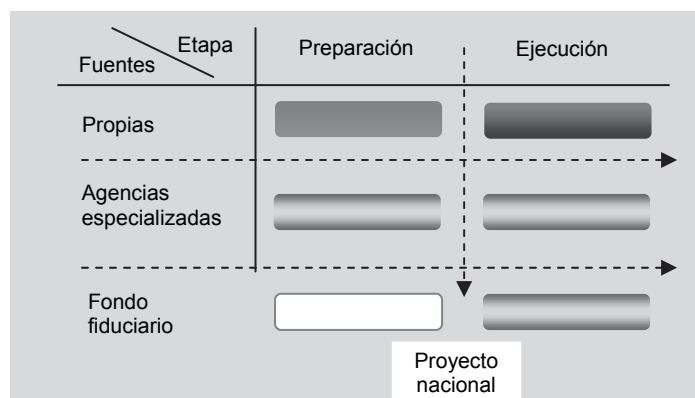 Etapa
Fuentes
Preparación
Ejecución
Propias
Agencias
especializadas
Fondo
fiduciario
Proyecto
nacional